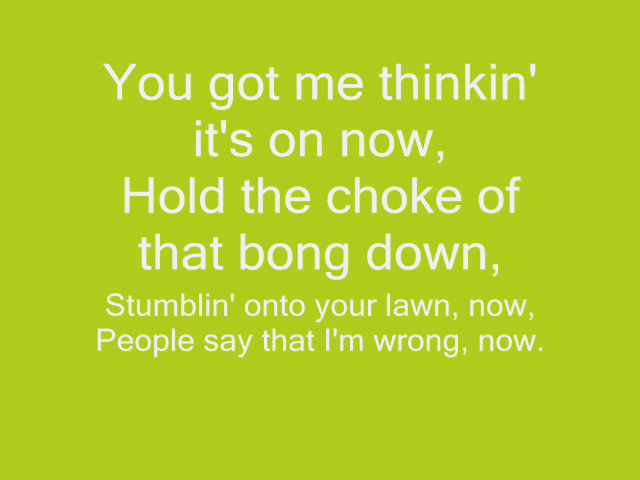 You got me thinkin'
it's on now,
Hold the choke of
that bong down,
Stumblin' onto your lawn, now,
People say that I'm wrong, now.